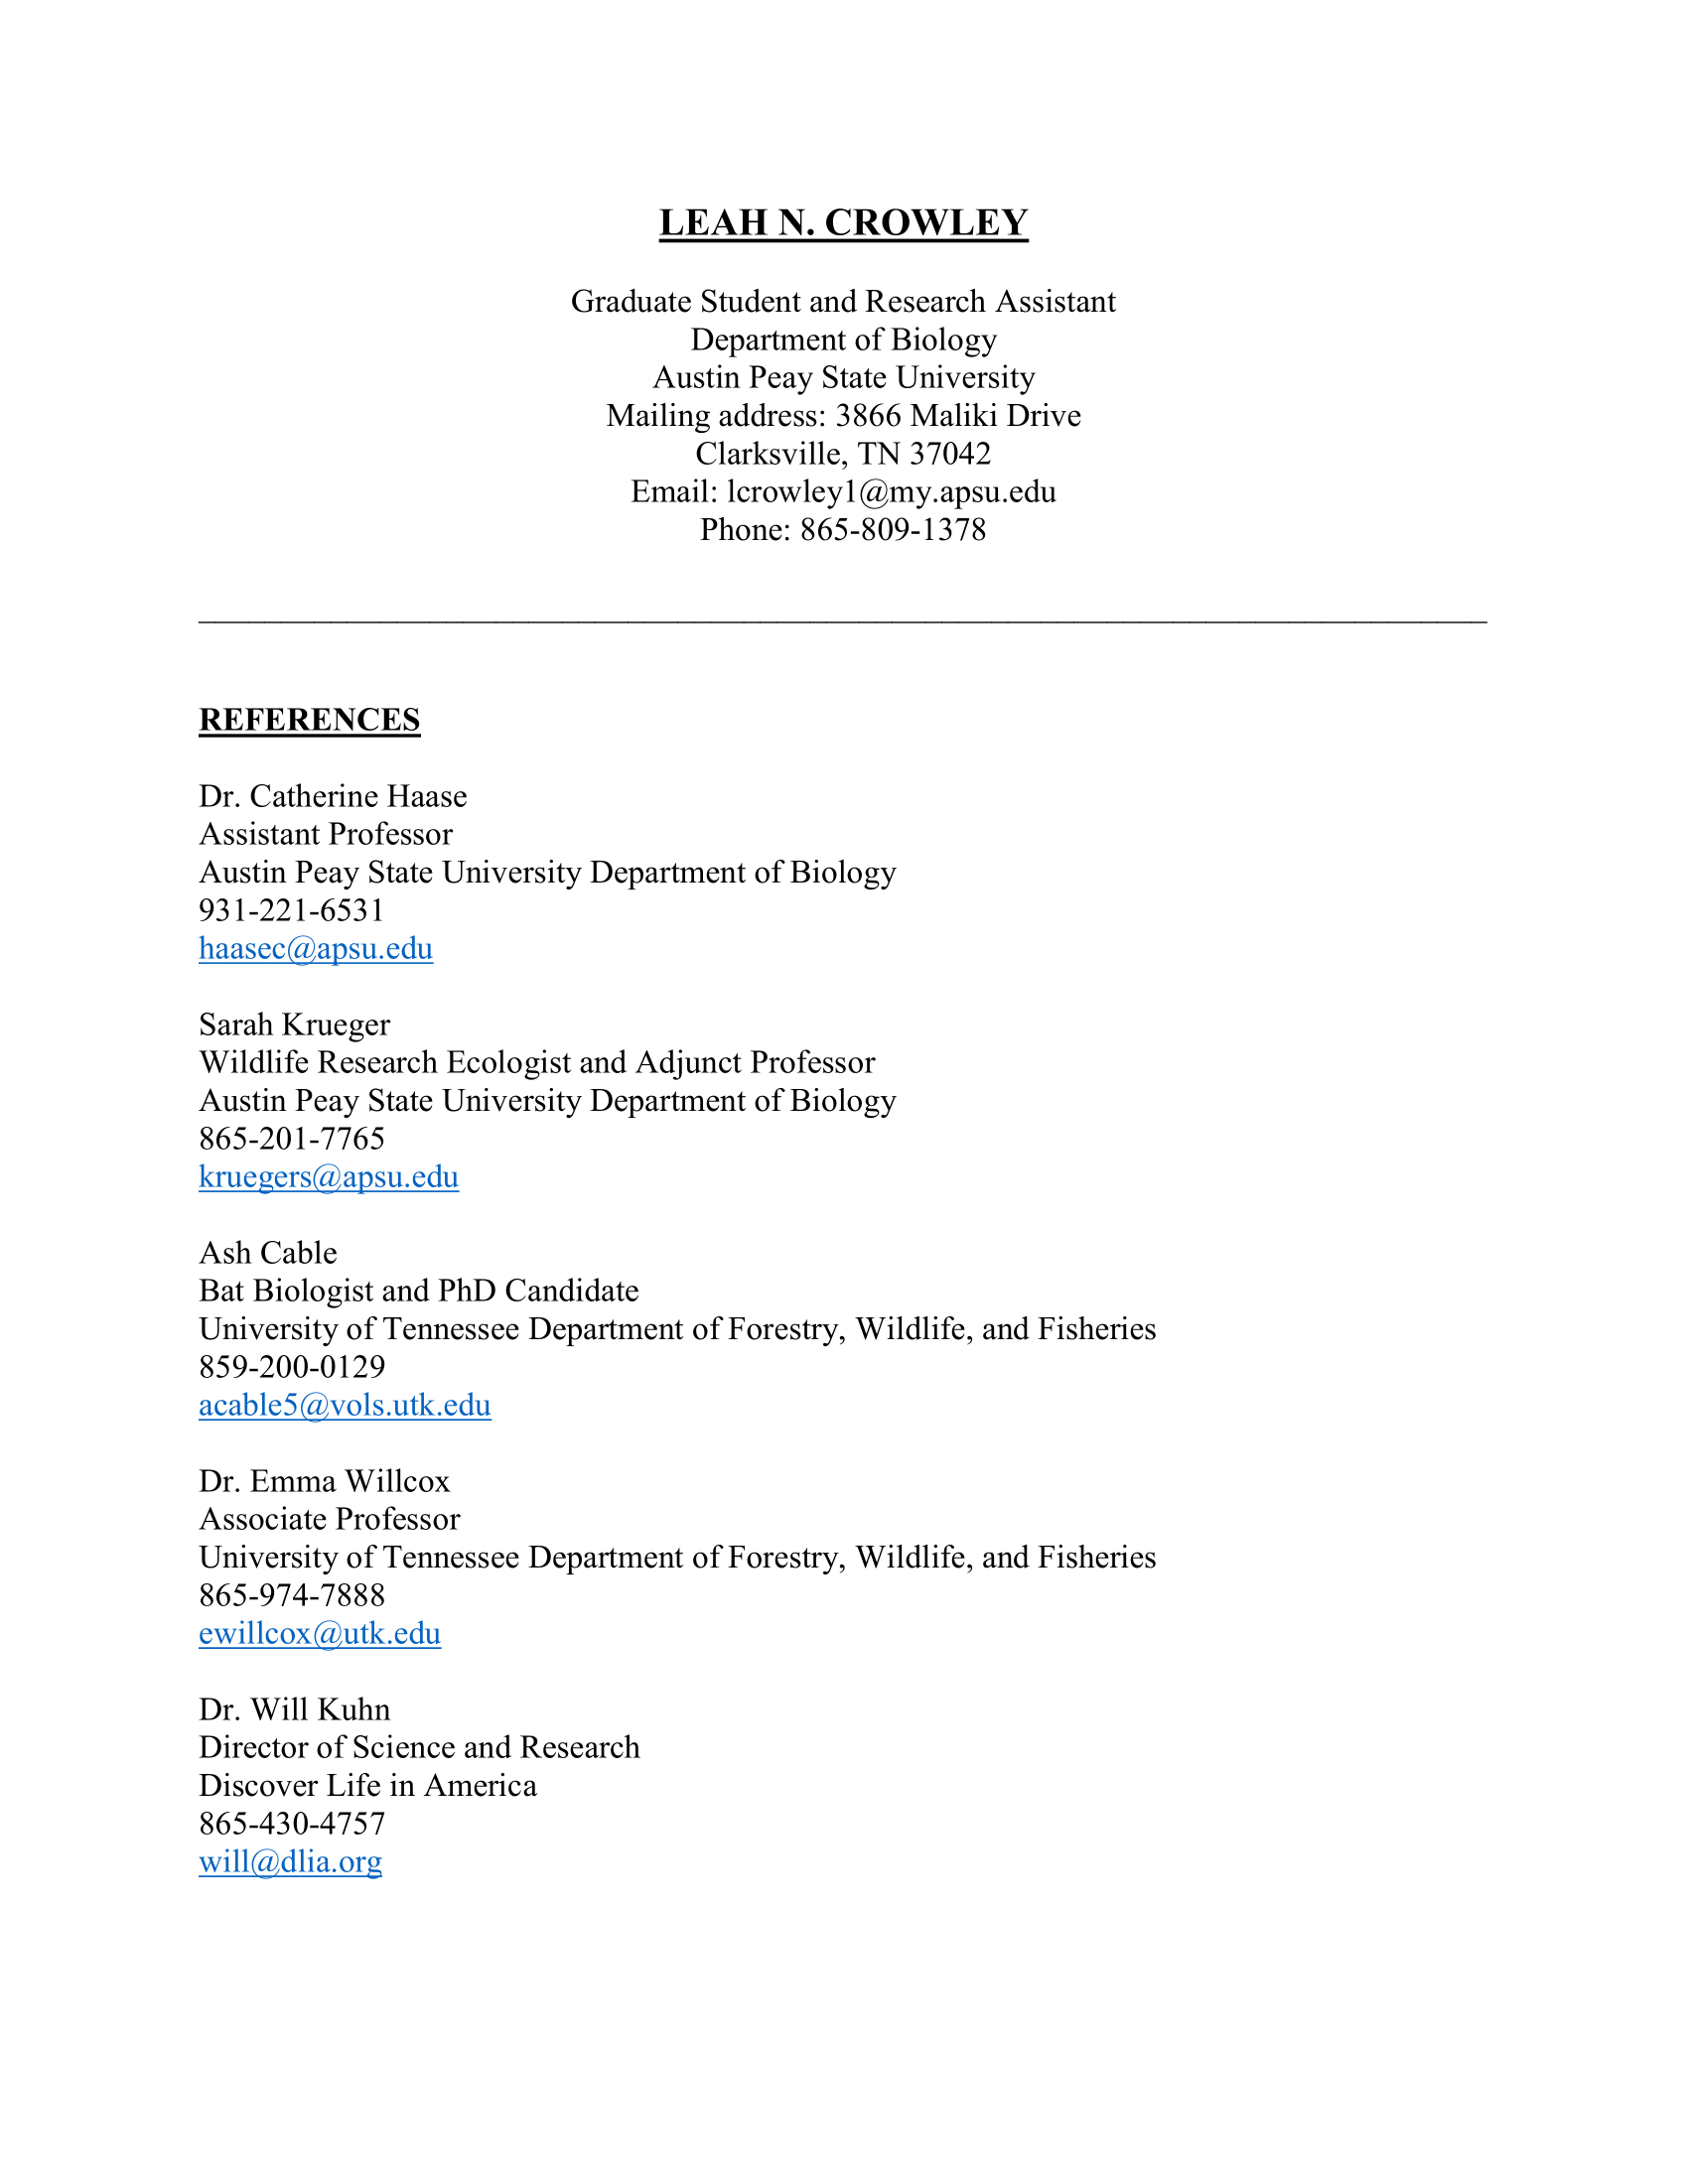 LEAH N. CROWLEY
Graduate Student and Research Assistant
Department of Biology
Austin Peay State University
Mailing address: 3866 Maliki Drive
Clarksville, TN 37042
Email: lcrowley1@my.apsu.edu
Phone: 865-809-1378
REFERENCES
Dr. Catherine Haase
Assistant Professor
Austin Peay State University Department of Biology
931-221-6531
haasec@apsu.edu
Sarah Krueger
Wildlife Research Ecologist and Adjunct Professor
Austin Peay State University Department of Biology
865-201-7765
kruegers@apsu.edu
Ash Cable
Bat Biologist and PhD Candidate
University of Tennessee Department of Forestry, Wildlife, and Fisheries
859-200-0129
acable5@vols.utk.edu
Dr. Emma Willcox
Associate Professor
University of Tennessee Department of Forestry, Wildlife, and Fisheries
865-974-7888
ewillcox@utk.edu
Dr. Will Kuhn
Director of Science and Research
Discover Life in America
865-430-4757
will@dlia.org